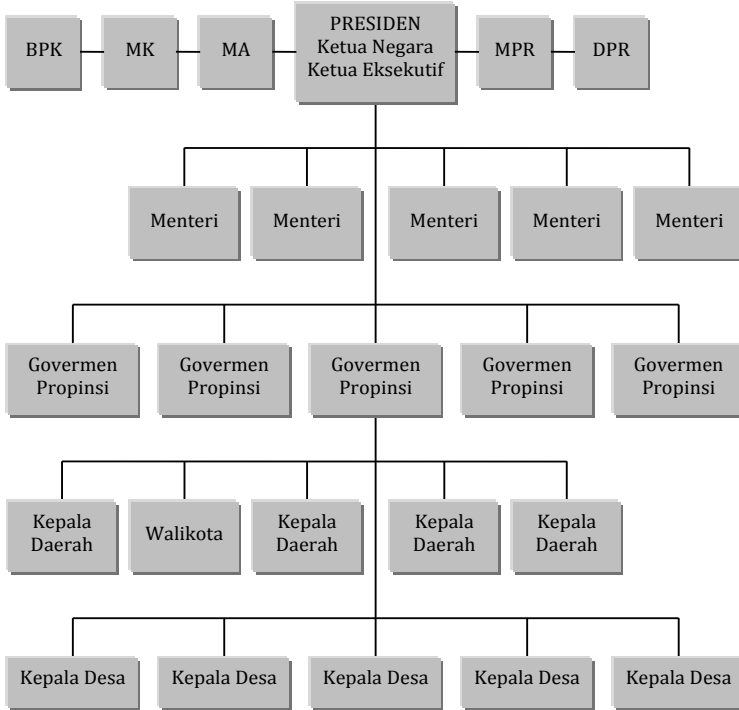 BPK
MK
MA
PRESIDEN
Ketua Negara
Ketua Eksekutif
MPR
DPR
Menteri
Menteri
Menteri
Menteri
Menteri
Govermen
Propinsi
Govermen
Propinsi
Govermen
Propinsi
Govermen
Propinsi
Govermen
Propinsi
Kepala
Daerah
Walikota
Kepala
Daerah
Kepala
Daerah
Kepala
Daerah
Kepala Desa
Kepala Desa
Kepala Desa
Kepala Desa
Kepala Desa